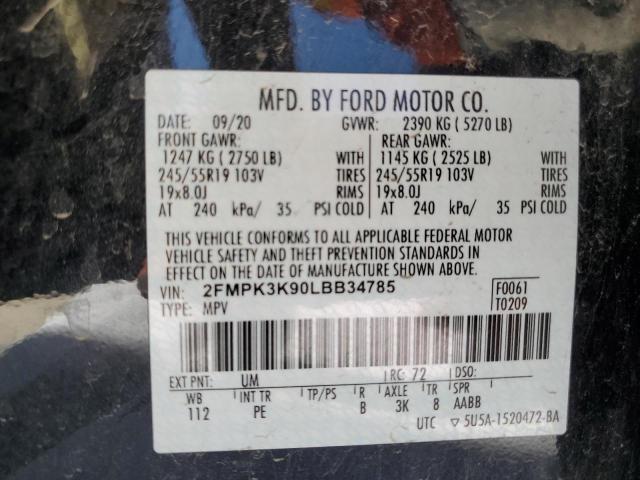 MFD. BY FORD MOTOR CO.
DATE: 09/20 GVWR: 2390 KG ( 5270 LB)
FRONT GAWR: REAR GAWR:
1247 KG ( 2750 LB) WITH 1145 KG ( 2525 LB) WITH
245/55R19 103V TIRES 245/55R19 103V TIRES
19x8.0J RIMS 19x8.0J RIMS
AT 240 kPa/ 35 PSI COLD AT 240 kPa/ 35 PSI COLD
THIS VEHICLE CONFORMS TO ALL APPLICABLE FEDERAL MOTOR
VEHICLE SAFETY AND THEFT PREVENTION STANDARDS IN
EFFECT ON THE DATE OF MANUFACTURE SHOWN ABOVE.
VIN: 2FMPK3K90LBB34785 F0061
TYPE: MPV T0209
EXT PNT: UM RC: 72 DSO:
WB INT TR TP/PS R AXLE TR SPR
112 PE B 3K 8 AABB
UTC ▽ 5U5A-1520472-BA